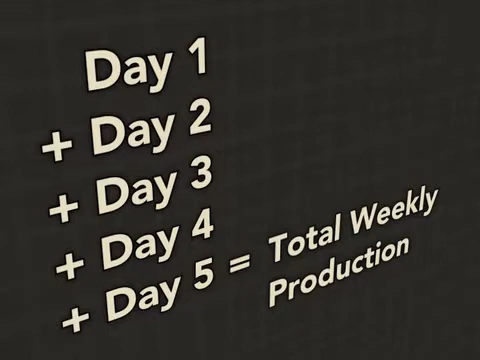 Day 1
+ Day 2
+ Day 3
+ Day 4
+ Day 5 = Total Weekly
Production